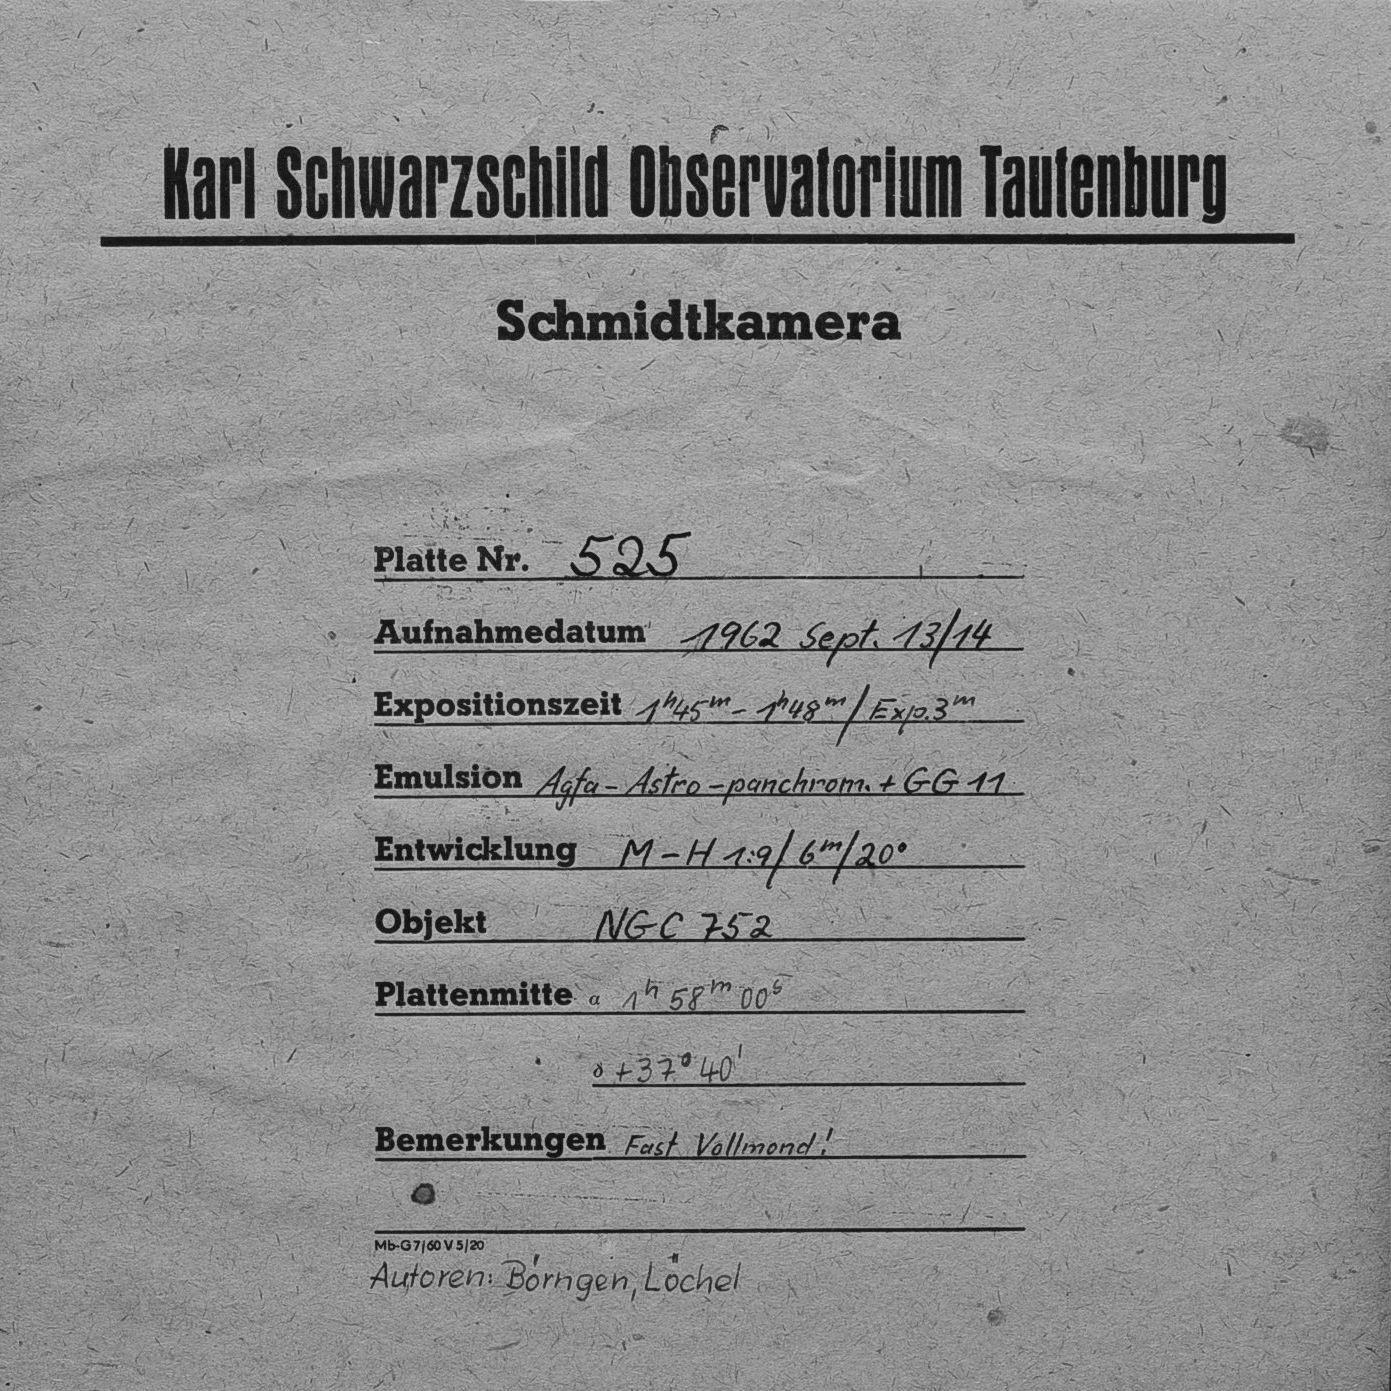 Karl Schwarzschild Observatorium Tautenburg
Schmidtkamera
Platte Nr. 525
Aufnahmedatum 1962 Sept. 13/14
Expositionszeit 1ʰ45ᵐ – 1ʰ48ᵐ / Exp. 3ᵐ
Emulsion Agfa – Astro – panchrom. + GG 11
Entwicklung M – H 1:9 / 6ᵐ / 20°
Objekt NGC 752
Plattenmitte α 1ʰ 58ᵐ 00ˢ
δ +37° 40'
Bemerkungen Fast Vollmond!
Mb-G 7/60 V 5/20
Autoren: Börngen, Löchel